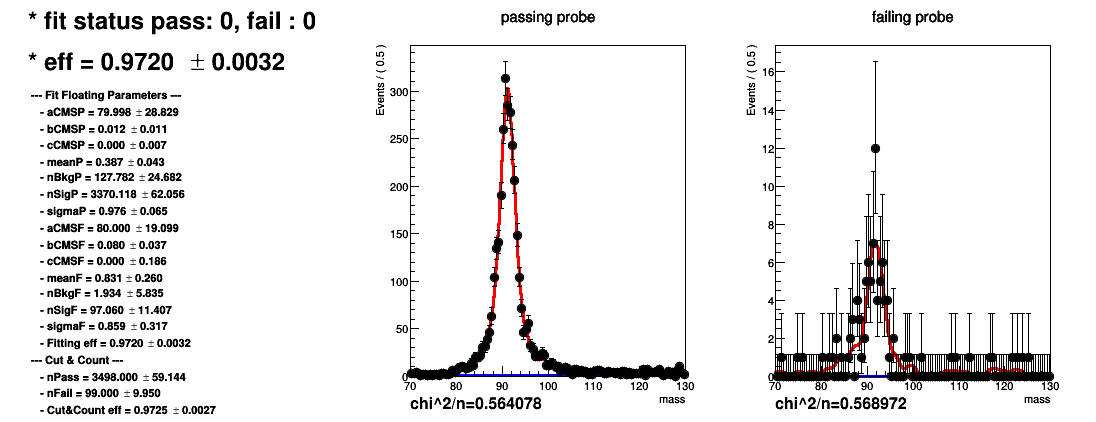 * fit status pass: 0, fail : 0
* eff = 0.9720 ± 0.0032
--- Fit Floating Parameters ---
- aCMSP = 79.998 ± 28.829
- bCMSP = 0.012 ± 0.011
- cCMSP = 0.000 ± 0.007
- meanP = 0.387 ± 0.043
- nBkgP = 127.782 ± 24.682
- nSigP = 3370.118 ± 62.056
- sigmaP = 0.976 ± 0.065
- aCMSF = 80.000 ± 19.099
- bCMSF = 0.080 ± 0.037
- cCMSF = 0.000 ± 0.186
- meanF = 0.831 ± 0.260
- nBkgF = 1.934 ± 5.835
- nSigF = 97.060 ± 11.407
- sigmaF = 0.859 ± 0.317
- Fitting eff = 0.9720 ± 0.0032
--- Cut & Count ---
- nPass = 3498.000 ± 59.144
- nFail = 99.000 ± 9.950
- Cut&Count eff = 0.9725 ± 0.0027
passing probe
Events / ( 0.5 )
300
250
200
150
100
50
0
70 80 90 100 110 120 130
mass
chi^2/n=0.564078
failing probe
Events / ( 0.5 )
16
14
12
10
8
6
4
2
0
70 80 90 100 110 120 130
mass
chi^2/n=0.568972